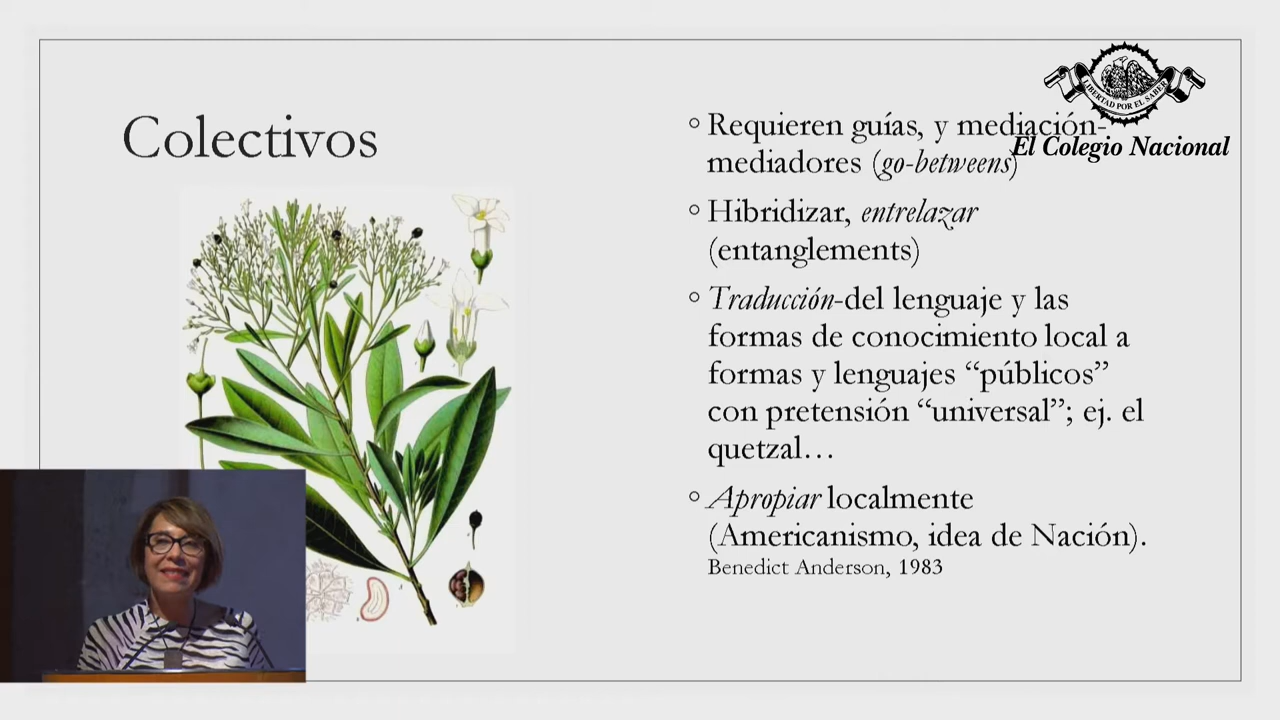 Colectivos
◦ Requieren guías, y mediación-
mediadores (go-betweens)
◦ Hibridizar, entrelazar
(entanglements)
◦ Traducción-del lenguaje y las
formas de conocimiento local a
formas y lenguajes “públicos”
con pretensión “universal”; ej. el
quetzal…
◦ Apropiar localmente
(Americanismo, idea de Nación).
Benedict Anderson, 1983
LIBERTAD POR EL SABER
El Colegio Nacional